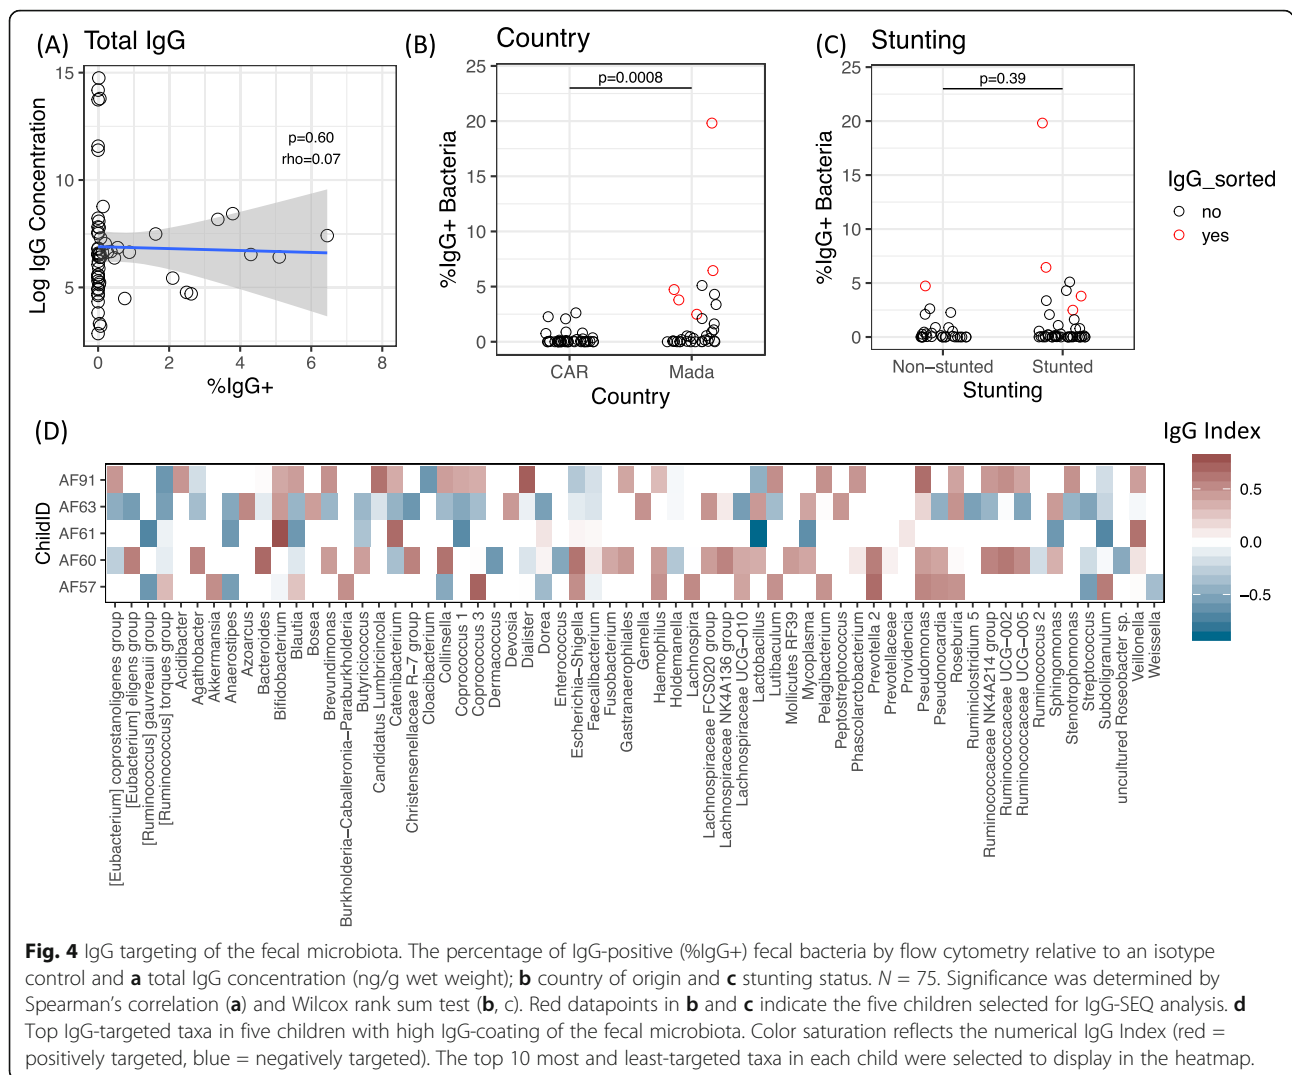 (A) Total IgG
Log IgG Concentration
15
10
5
p=0.60
rho=0.07
0 2 4 6 8
%IgG+
(B) Country
%IgG+ Bacteria
25
20
15
10
5
0
p=0.0008
CAR Mada
Country
(C) Stunting
%IgG+ Bacteria
25
20
15
10
5
0
p=0.39
Non−stunted Stunted
Stunting
IgG_sorted
no
yes
(D)
ChildID
AF91
AF63
AF61
AF60
AF57
IgG Index
0.5
0.0
−0.5
[Eubacterium] coprostanoligenes group
[Eubacterium] eligens group
[Ruminococcus] gauvreauii group
[Ruminococcus] torques group
Acidibacter
Agathobacter
Akkermansia
Anaerostipes
Azoarcus
Bacteroides
Bifidobacterium
Blautia
Bosea
Brevundimonas
Burkholderia−Caballeronia−Paraburkholderia
Butyricicoccus
Candidatus Lumbricincola
Catenibacterium
Christensenellaceae R−7 group
Cloacibacterium
Collinsella
Coprococcus 1
Coprococcus 3
Dermacoccus
Devosia
Dialister
Dorea
Enterococcus
Escherichia−Shigella
Faecalibacterium
Fusobacterium
Gastranaerophilales
Gemella
Haemophilus
Holdemanella
Lachnospira
Lachnospiraceae FCS020 group
Lachnospiraceae NK4A136 group
Lachnospiraceae UCG−010
Lactobacillus
Lutibaculum
Mollicutes RF39
Mycoplasma
Pelagibacterium
Peptostreptococcus
Phascolarctobacterium
Prevotella 2
Prevotellaceae
Providencia
Pseudomonas
Pseudonocardia
Roseburia
Ruminiclostridium 5
Ruminococcaceae NK4A214 group
Ruminococcaceae UCG−002
Ruminococcaceae UCG−005
Ruminococcus 2
Sphingomonas
Stenotrophomonas
Streptococcus
Subdoligranulum
uncultured Roseobacter sp.
Veillonella
Weissella
Fig. 4 IgG targeting of the fecal microbiota. The percentage of IgG-positive (%IgG+) fecal bacteria by flow cytometry relative to an isotype
control and a total IgG concentration (ng/g wet weight); b country of origin and c stunting status. N = 75. Significance was determined by
Spearman's correlation (a) and Wilcox rank sum test (b, c). Red datapoints in b and c indicate the five children selected for IgG-SEQ analysis. d
Top IgG-targeted taxa in five children with high IgG-coating of the fecal microbiota. Color saturation reflects the numerical IgG Index (red =
positively targeted, blue = negatively targeted). The top 10 most and least-targeted taxa in each child were selected to display in the heatmap.